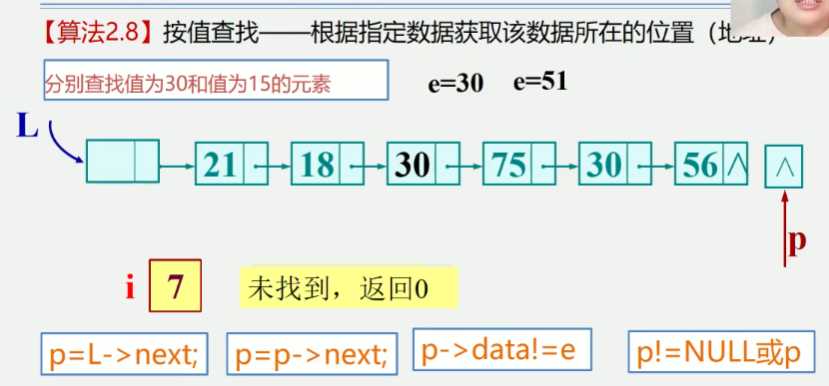 【算法2.8】按值查找——根据指定数据获取该数据所在的位置（地址）
分别查找值为30和值为15的元素
e=30 e=51
L
21 18 30 75 30 56 ∧ ∧
p
i 7 未找到，返回0
p=L->next; p=p->next; p->data!=e p!=NULL或p